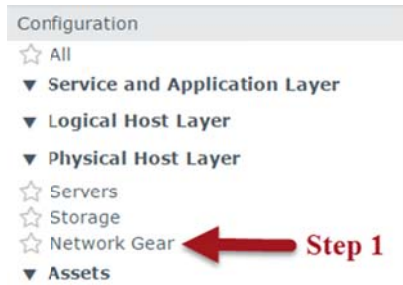 Configuration
All
Service and Application Layer
Logical Host Layer
Physical Host Layer
Servers
Storage
Network Gear Step 1
Assets